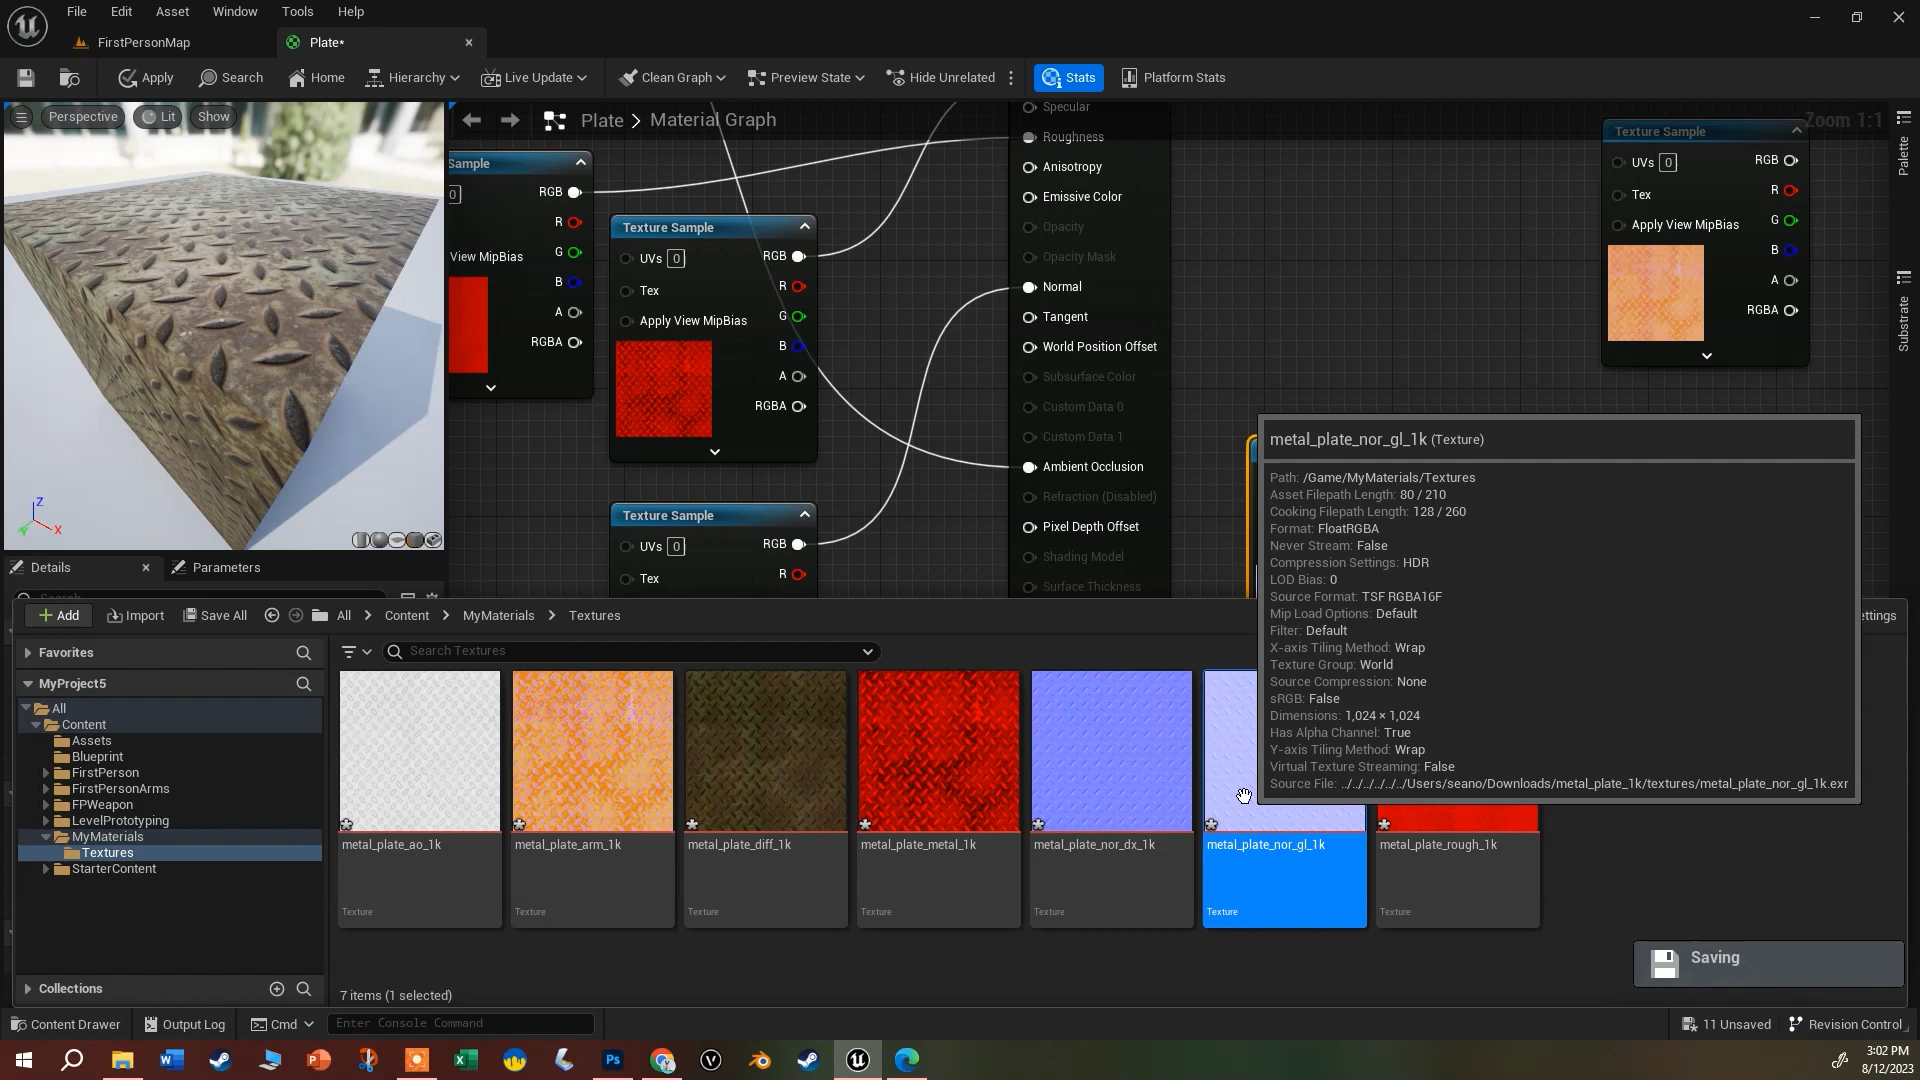 File Edit Asset Window Tools Help
FirstPersonMap
Plate*
Apply Search Home Hierarchy Live Update Clean Graph Preview State Hide Unrelated Stats Platform Stats
Perspective Lit Show
Plate > Material Graph
Zoom 1:1
Palette
Substrate
Sample
0
RGB
R
View MipBias
G
B
A
RGBA
Texture Sample
UVs 0
RGB
Tex
R
Apply View MipBias
G
B
A
RGBA
Texture Sample
UVs 0
RGB
Tex
R
Specular
Roughness
Anisotropy
Emissive Color
Opacity
Opacity Mask
Normal
Tangent
World Position Offset
Subsurface Color
Custom Data 0
Custom Data 1
Ambient Occlusion
Refraction (Disabled)
Pixel Depth Offset
Shading Model
Surface Thickness
Texture Sample
UVs 0
RGB
Tex
R
Apply View MipBias
G
B
A
RGBA
Z
X
Y
Details
Parameters
Search
metal_plate_nor_gl_1k (Texture)
Path: /Game/MyMaterials/Textures
Asset Filepath Length: 80 / 210
Cooking Filepath Length: 128 / 260
Format: FloatRGBA
Never Stream: False
Compression Settings: HDR
LOD Bias: 0
Source Format: TSF RGBA16F
Mip Load Options: Default
Filter: Default
X-axis Tiling Method: Wrap
Texture Group: World
Source Compression: None
sRGB: False
Dimensions: 1,024 × 1,024
Has Alpha Channel: True
Y-axis Tiling Method: Wrap
Virtual Texture Streaming: False
Source File: ../../../../../../Users/seano/Downloads/metal_plate_1k/textures/metal_plate_nor_gl_1k.exr
Add Import Save All All > Content > MyMaterials > Textures
ettings
Favorites
MyProject5
All
Content
Assets
Blueprint
FirstPerson
FirstPersonArms
FPWeapon
LevelPrototyping
MyMaterials
Textures
StarterContent
Collections
Search Textures
metal_plate_ao_1k
Texture
metal_plate_arm_1k
Texture
metal_plate_diff_1k
Texture
metal_plate_metal_1k
Texture
metal_plate_nor_dx_1k
Texture
metal_plate_nor_gl_1k
Texture
metal_plate_rough_1k
Texture
7 items (1 selected)
Saving
Content Drawer Output Log Cmd Enter Console Command
11 Unsaved Revision Control
3:02 PM
8/12/2023